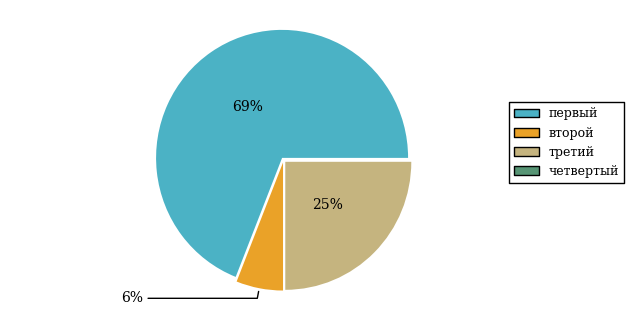 69%
25%
6%
первый
второй
третий
четвертый